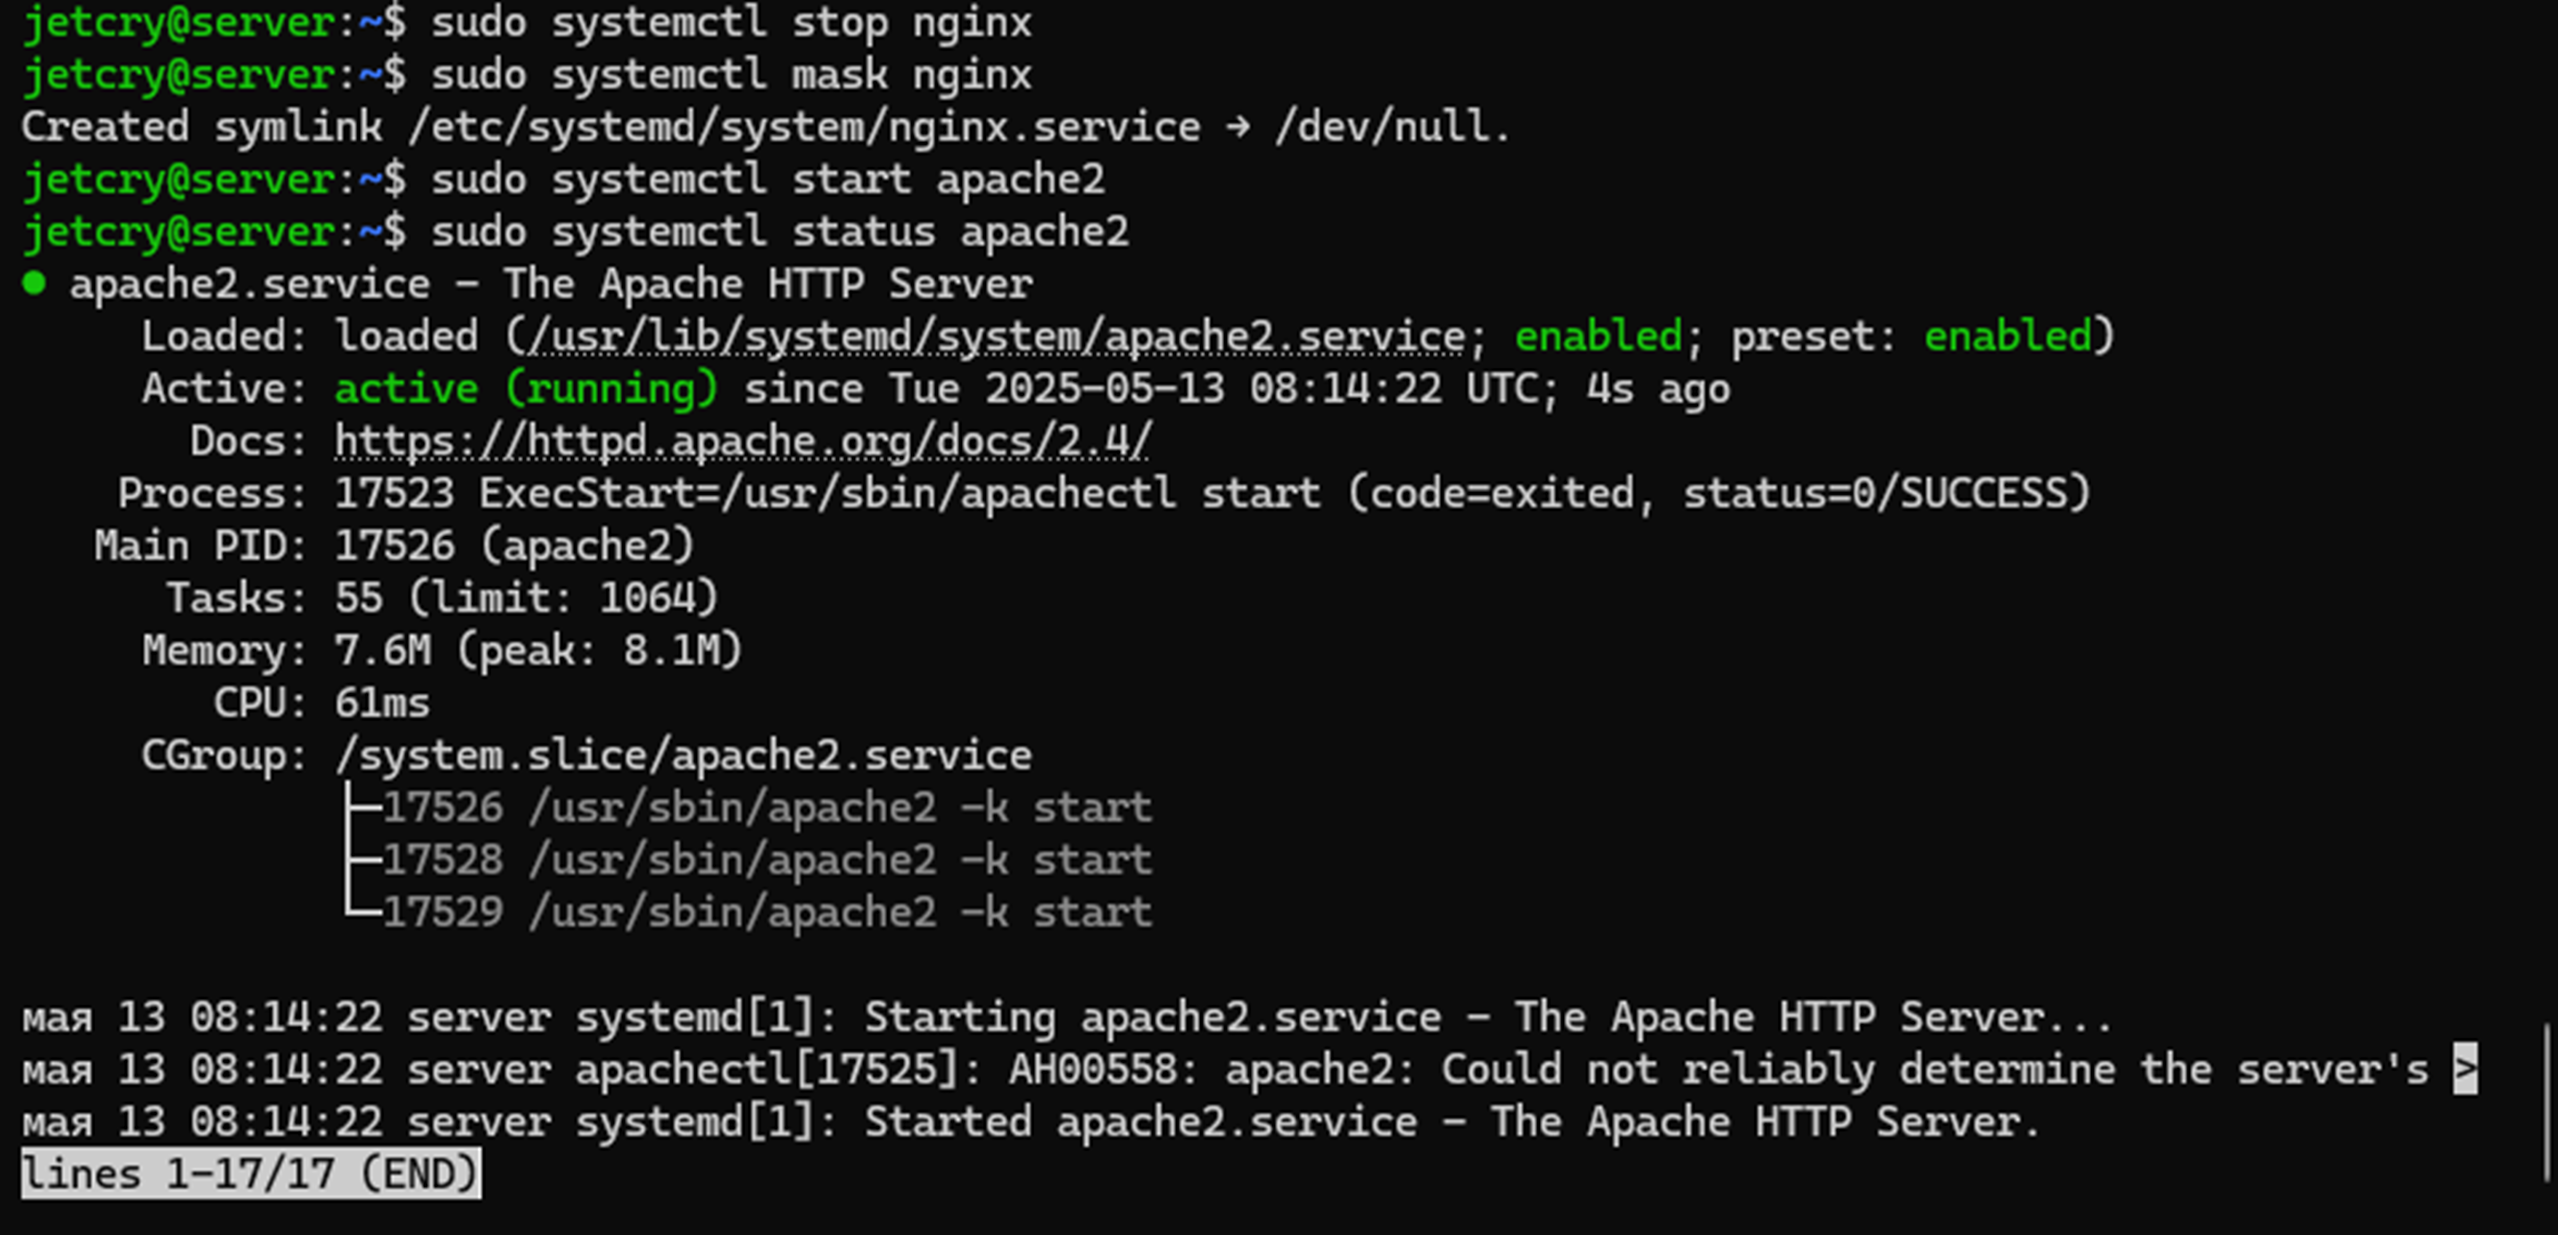 jetcry@server:~$ sudo systemctl stop nginx
jetcry@server:~$ sudo systemctl mask nginx
Created symlink /etc/systemd/system/nginx.service → /dev/null.
jetcry@server:~$ sudo systemctl start apache2
jetcry@server:~$ sudo systemctl status apache2
● apache2.service - The Apache HTTP Server
     Loaded: loaded (/usr/lib/systemd/system/apache2.service; enabled; preset: enabled)
     Active: active (running) since Tue 2025-05-13 08:14:22 UTC; 4s ago
       Docs: https://httpd.apache.org/docs/2.4/
    Process: 17523 ExecStart=/usr/sbin/apachectl start (code=exited, status=0/SUCCESS)
   Main PID: 17526 (apache2)
      Tasks: 55 (limit: 1064)
     Memory: 7.6M (peak: 8.1M)
        CPU: 61ms
     CGroup: /system.slice/apache2.service
             ├─17526 /usr/sbin/apache2 -k start
             ├─17528 /usr/sbin/apache2 -k start
             └─17529 /usr/sbin/apache2 -k start

мая 13 08:14:22 server systemd[1]: Starting apache2.service - The Apache HTTP Server...
мая 13 08:14:22 server apachectl[17525]: AH00558: apache2: Could not reliably determine the server's >
мая 13 08:14:22 server systemd[1]: Started apache2.service - The Apache HTTP Server.
lines 1-17/17 (END)